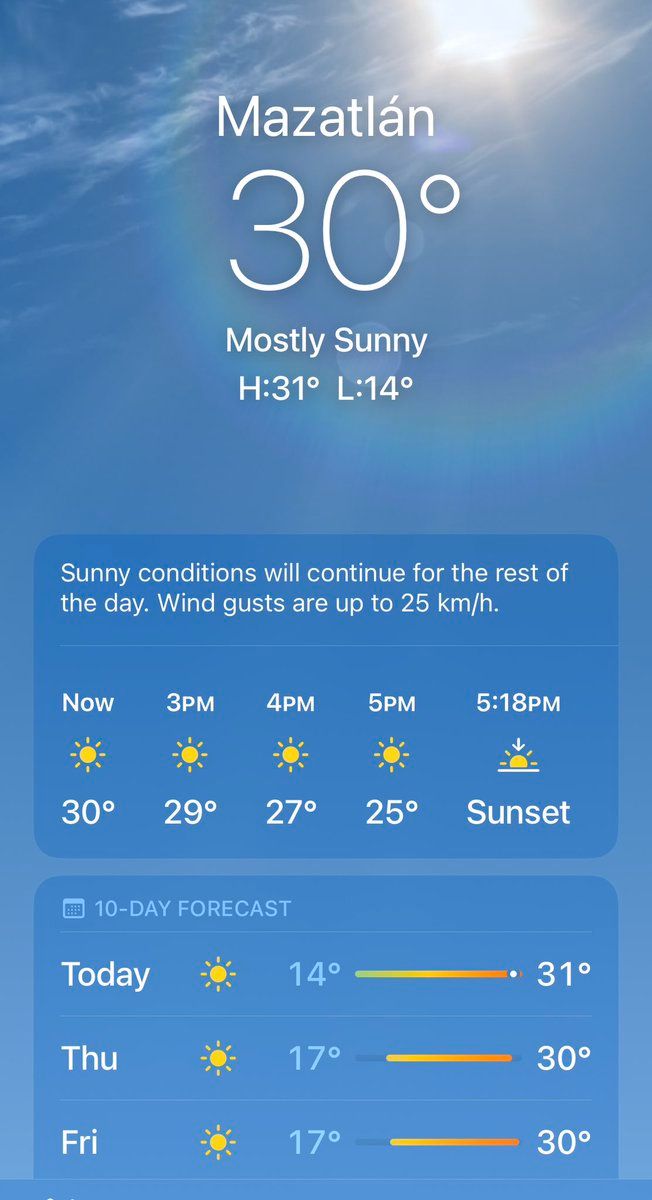 Mazatlán
30°
Mostly Sunny
H:31° L:14°
Sunny conditions will continue for the rest of
the day. Wind gusts are up to 25 km/h.
Now 3PM 4PM 5PM 5:18PM
30° 29° 27° 25° Sunset
10-DAY FORECAST
Today 14° 31°
Thu 17° 30°
Fri 17° 30°